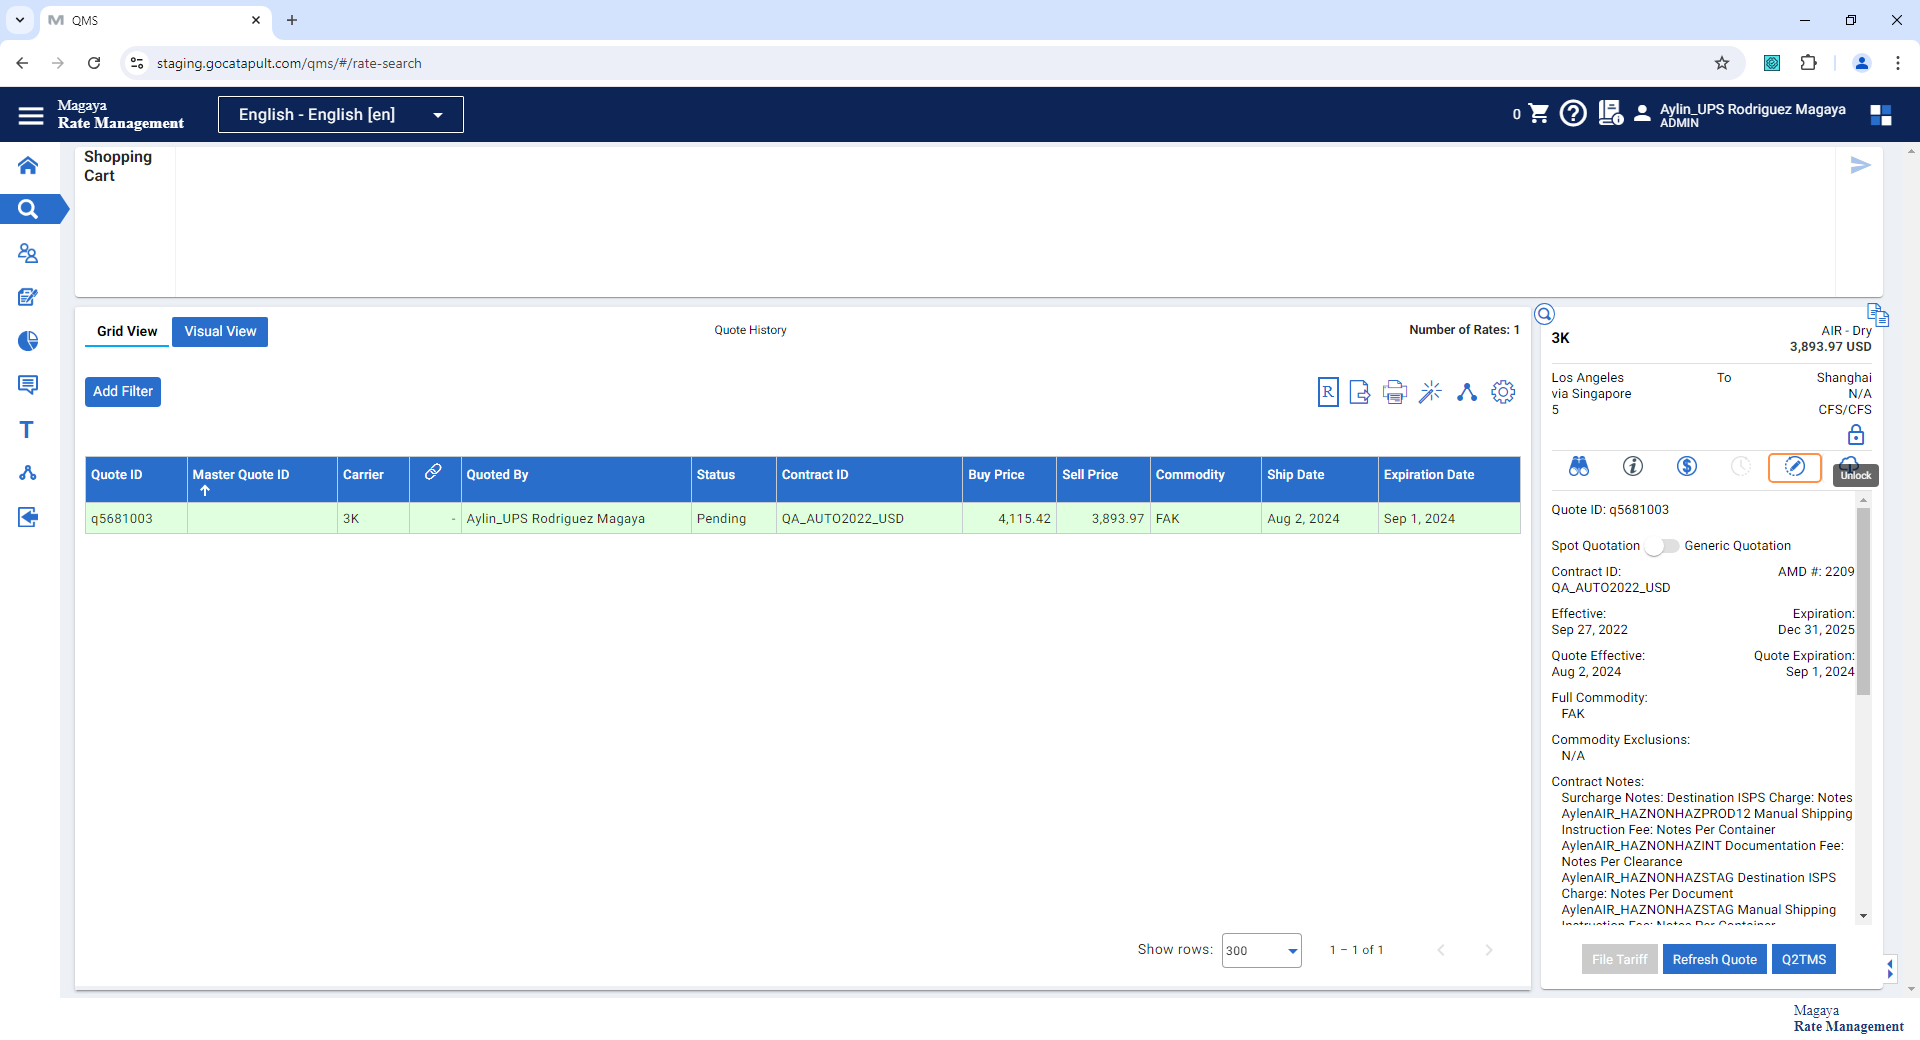 QMS
staging.gocatapult.com/qms/#/rate-search
Magaya
Rate Management
English - English [en]
0
Aylin_UPS Rodriguez Magaya
ADMIN
Shopping
Cart
Grid View
Visual View
Quote History
Number of Rates: 1
Add Filter
R
Quote ID
Master Quote ID
Carrier
Quoted By
Status
Contract ID
Buy Price
Sell Price
Commodity
Ship Date
Expiration Date
q5681003
3K
-
Aylin_UPS Rodriguez Magaya
Pending
QA_AUTO2022_USD
4,115.42
3,893.97
FAK
Aug 2, 2024
Sep 1, 2024
Show rows:
300
1 – 1 of 1
3K
AIR - Dry
3,893.97 USD
Los Angeles
To
Shanghai
via Singapore
N/A
5
CFS/CFS
Unlock
Quote ID: q5681003
Spot Quotation
Generic Quotation
Contract ID:
AMD #: 2209
QA_AUTO2022_USD
Effective:
Expiration:
Sep 27, 2022
Dec 31, 2025
Quote Effective:
Quote Expiration:
Aug 2, 2024
Sep 1, 2024
Full Commodity:
FAK
Commodity Exclusions:
N/A
Contract Notes:
Surcharge Notes: Destination ISPS Charge: Notes
AylenAIR_HAZNONHAZPROD12 Manual Shipping
Instruction Fee: Notes Per Container
AylenAIR_HAZNONHAZINT Documentation Fee:
Notes Per Clearance
AylenAIR_HAZNONHAZSTAG Destination ISPS
Charge: Notes Per Document
AylenAIR_HAZNONHAZSTAG Manual Shipping
Instruction Fee: Notes Per Container
File Tariff
Refresh Quote
Q2TMS
Magaya
Rate Management